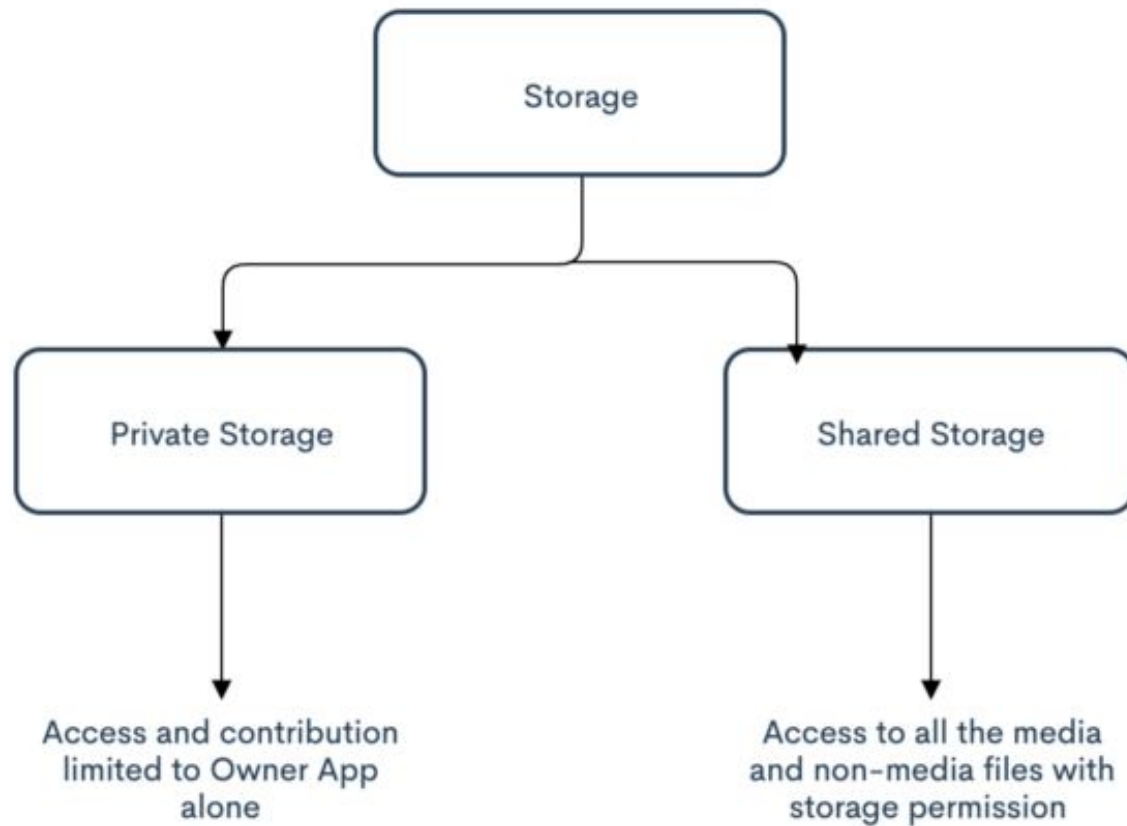 Storage
Private Storage
Shared Storage
Access and contribution
limited to Owner App
alone
Access to all the media
and non-media files with
storage permission